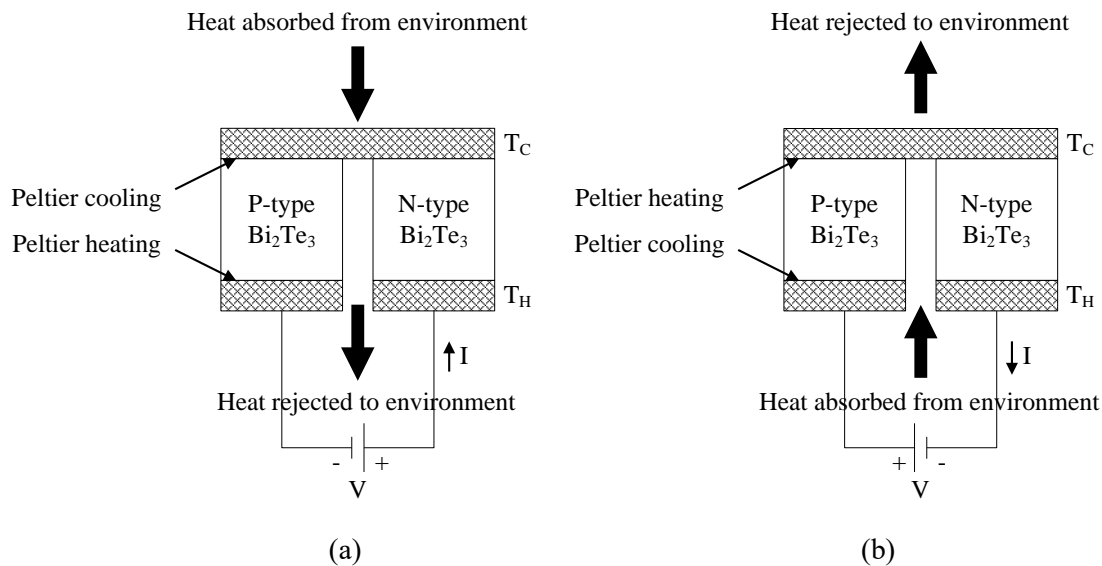 Heat absorbed from environment
T_C
Peltier cooling
P-type
Bi₂Te₃
N-type
Bi₂Te₃
Peltier heating
T_H
I
Heat rejected to environment
- +
V
(a)
Heat rejected to environment
T_C
Peltier heating
P-type
Bi₂Te₃
N-type
Bi₂Te₃
Peltier cooling
T_H
I
Heat absorbed from environment
+ -
V
(b)